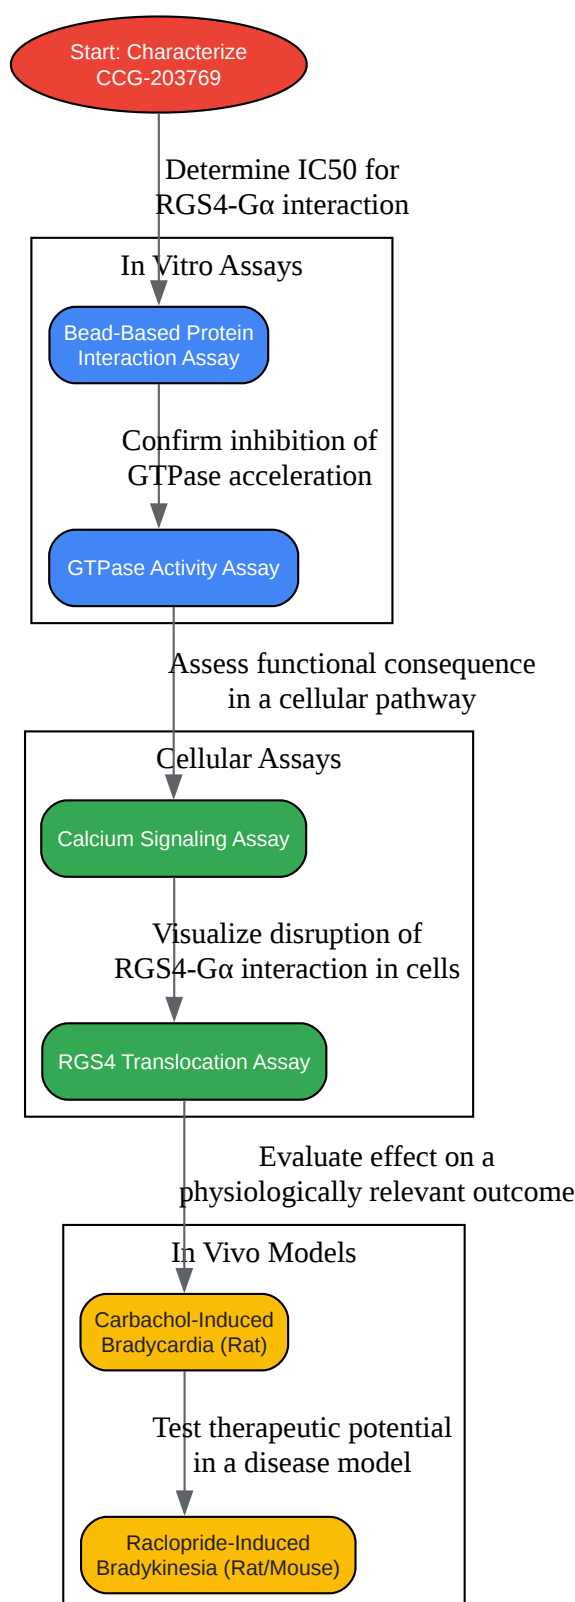 Start: Characterize
CCG-203769
Determine IC50 for
RGS4-Gα interaction
In Vitro Assays
Bead-Based Protein
Interaction Assay
Confirm inhibition of
GTPase acceleration
GTPase Activity Assay
Assess functional consequence
in a cellular pathway
Cellular Assays
Calcium Signaling Assay
Visualize disruption of
RGS4-Gα interaction in cells
RGS4 Translocation Assay
Evaluate effect on a
physiologically relevant outcome
In Vivo Models
Carbachol-Induced
Bradycardia (Rat)
Test therapeutic potential
in a disease model
Raclopride-Induced
Bradykinesia (Rat/Mouse)